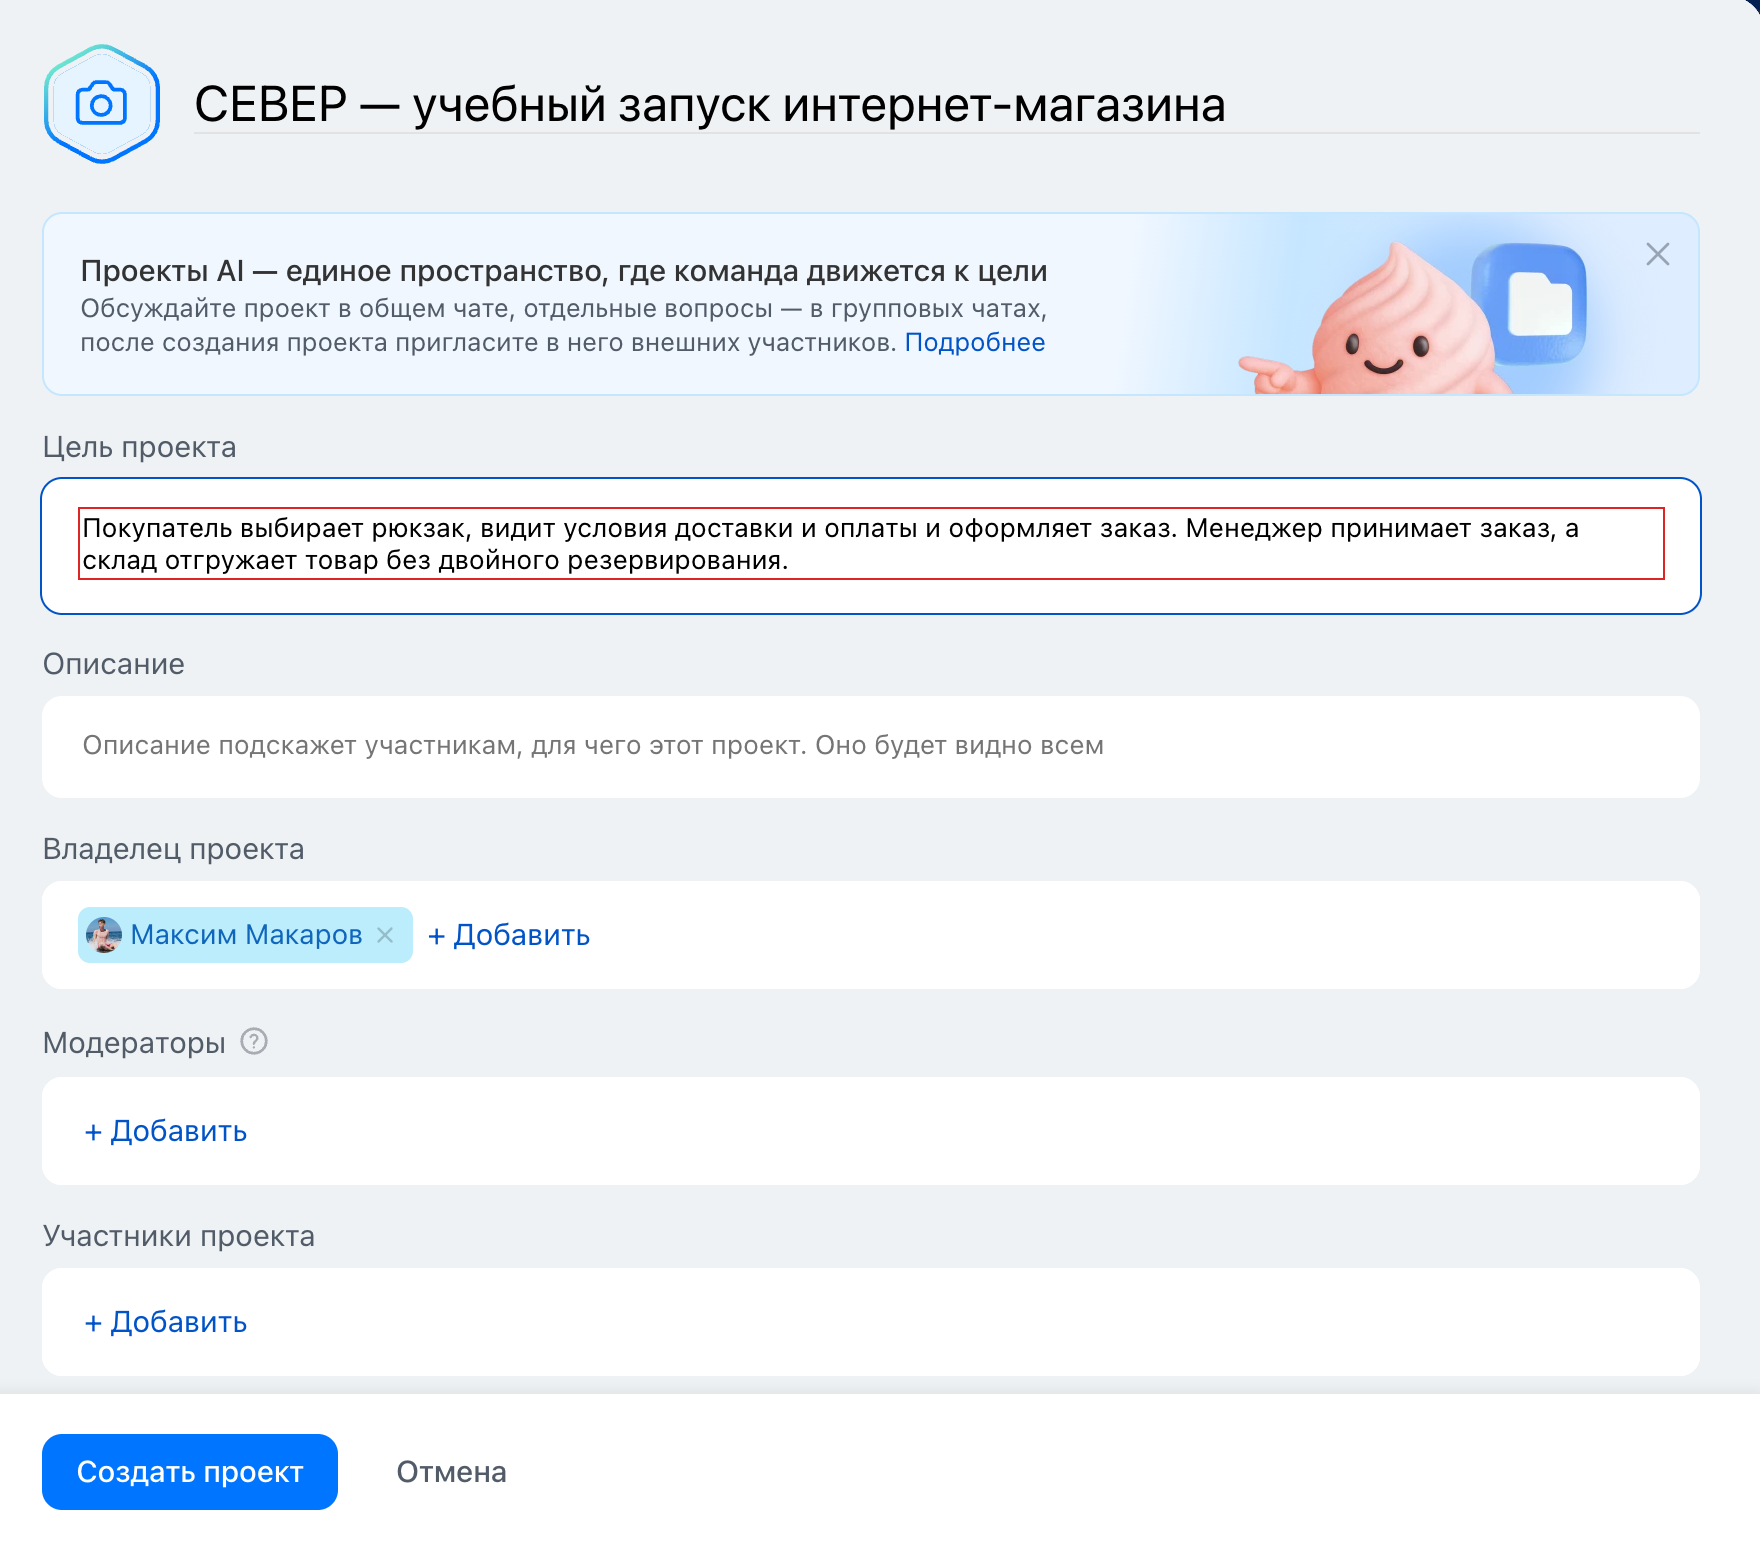 СЕВЕР — учебный запуск интернет-магазина
Проекты AI — единое пространство, где команда движется к цели
Обсуждайте проект в общем чате, отдельные вопросы — в групповых чатах,
после создания проекта пригласите в него внешних участников. Подробнее
Цель проекта
Покупатель выбирает рюкзак, видит условия доставки и оплаты и оформляет заказ. Менеджер принимает заказ, а
склад отгружает товар без двойного резервирования.
Описание
Описание подскажет участникам, для чего этот проект. Оно будет видно всем
Владелец проекта
Максим Макаров + Добавить
Модераторы ?
+ Добавить
Участники проекта
+ Добавить
Создать проект Отмена